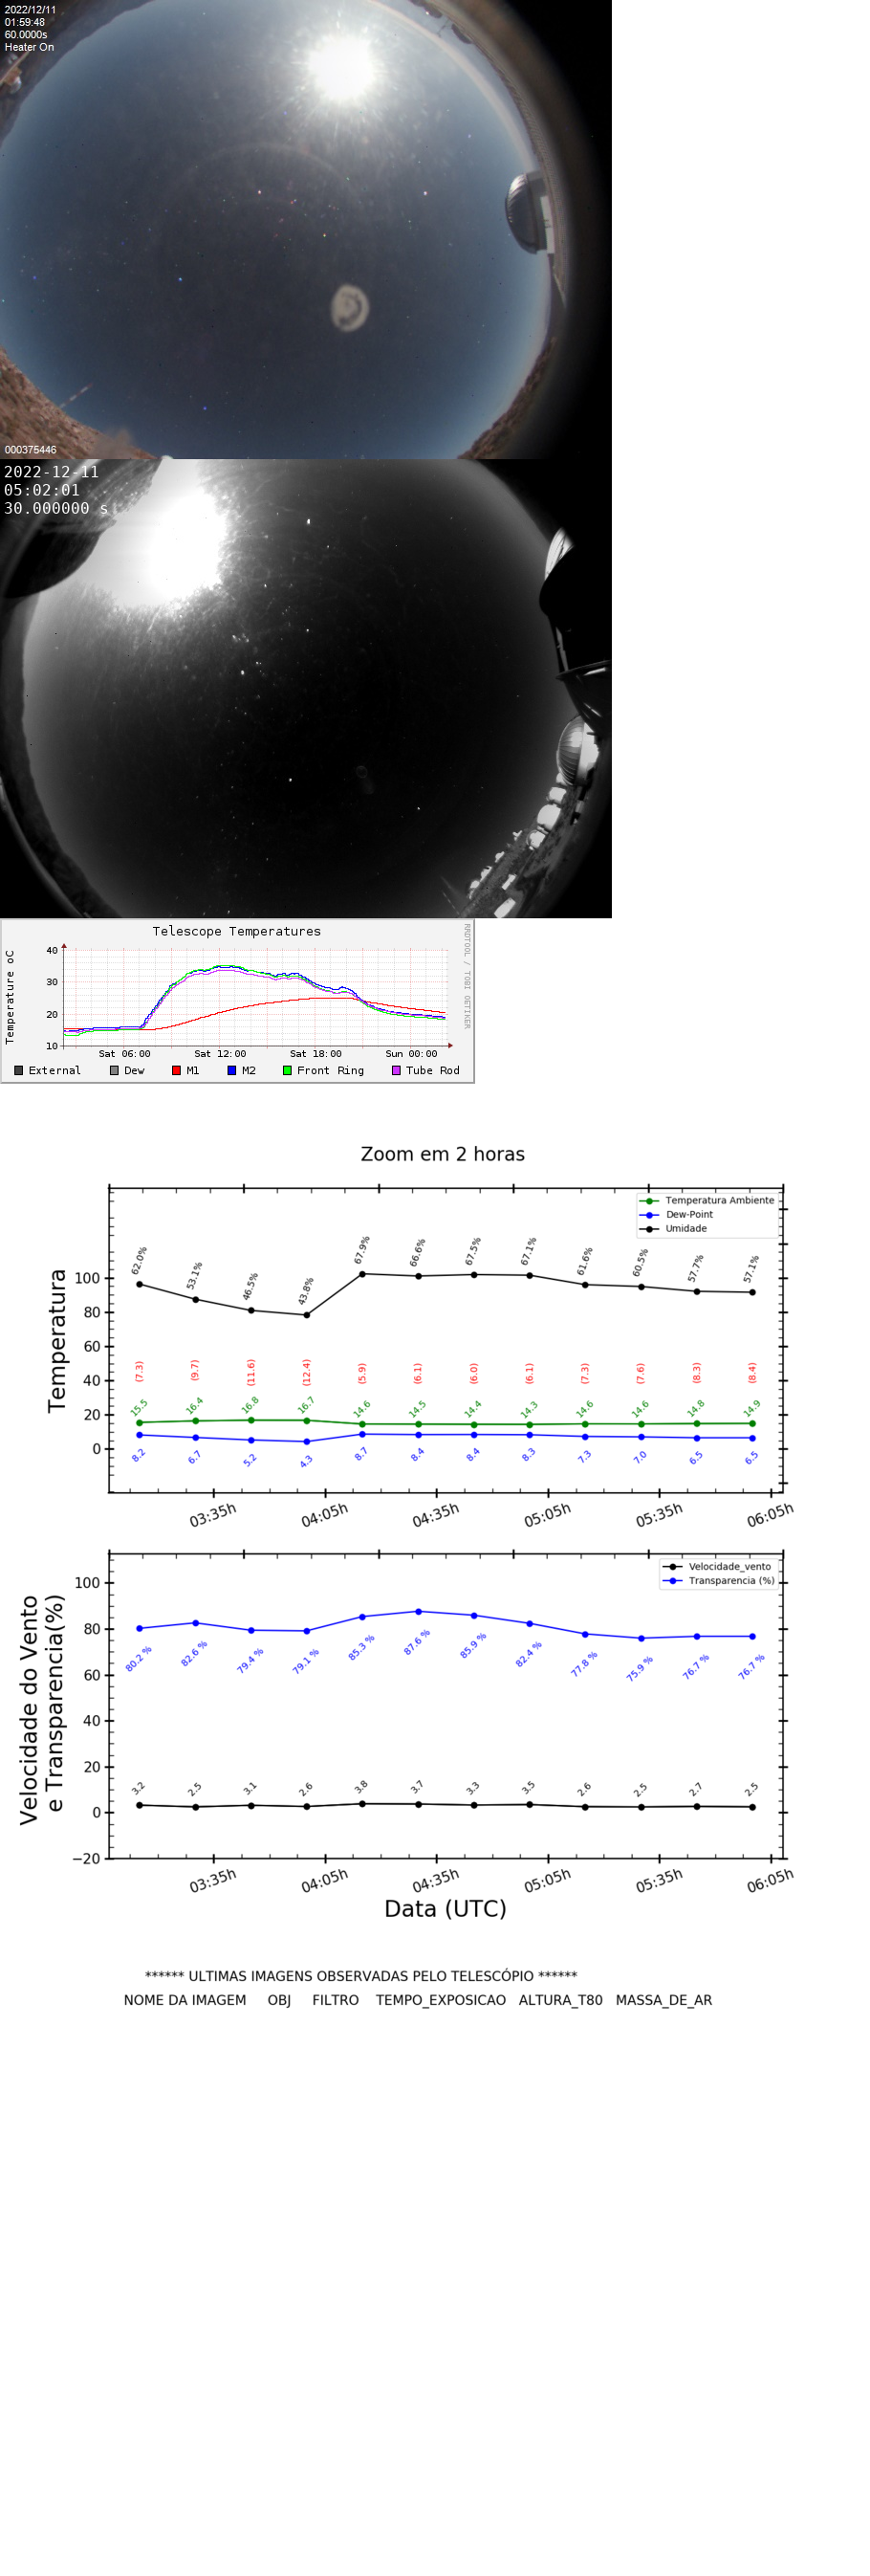 2022/12/11
01:59:48
60.0000s
Heater On
000375446
2022-12-11
05:02:01
30.000000 s
Telescope Temperatures
RRDTOOL / TOBI OETIKER
Temperature oC
40
30
20
10
Sat 06:00 Sat 12:00 Sat 18:00 Sun 00:00
External Dew M1 M2 Front Ring Tube Rod
Zoom em 2 horas
Temperatura Ambiente
Dew-Point
Umidade
Temperatura
100
80
60
40
20
0
62.0% 53.1% 46.5% 43.8% 67.9% 66.6% 67.5% 67.1% 61.6% 60.5% 57.7% 57.1%
(7.3) (9.7) (11.6) (12.4) (5.9) (6.1) (6.0) (6.1) (7.3) (7.6) (8.3) (8.4)
15.5 16.4 16.8 16.7 14.6 14.5 14.4 14.3 14.6 14.6 14.8 14.9
8.2 6.7 5.2 4.3 8.7 8.4 8.4 8.3 7.3 7.0 6.5 6.5
03:35h 04:05h 04:35h 05:05h 05:35h 06:05h
Velocidade_vento
Transparencia (%)
Velocidade do Vento
e Transparencia(%)
100
80
60
40
20
0
−20
80.2 % 82.6 % 79.4 % 79.1 % 85.3 % 87.6 % 85.9 % 82.4 % 77.8 % 75.9 % 76.7 % 76.7 %
3.2 2.5 3.1 2.6 3.8 3.7 3.3 3.5 2.6 2.5 2.7 2.5
03:35h 04:05h 04:35h 05:05h 05:35h 06:05h
Data (UTC)
****** ULTIMAS IMAGENS OBSERVADAS PELO TELESCÓPIO ******
NOME DA IMAGEM OBJ FILTRO TEMPO_EXPOSICAO ALTURA_T80 MASSA_DE_AR